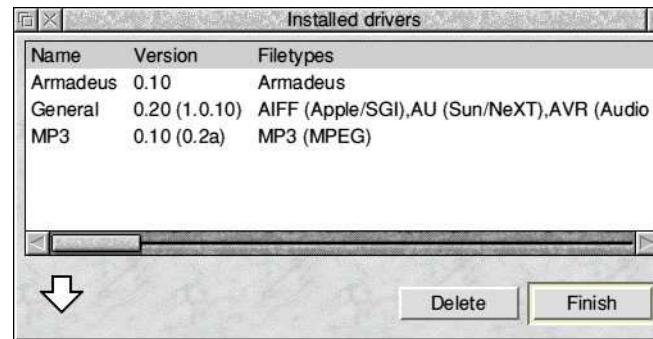 Installed drivers
Name Version Filetypes
Armadeus 0.10 Armadeus
General 0.20 (1.0.10) AIFF (Apple/SGI),AU (Sun/NeXT),AVR (Audio
MP3 0.10 (0.2a) MP3 (MPEG)
Delete Finish